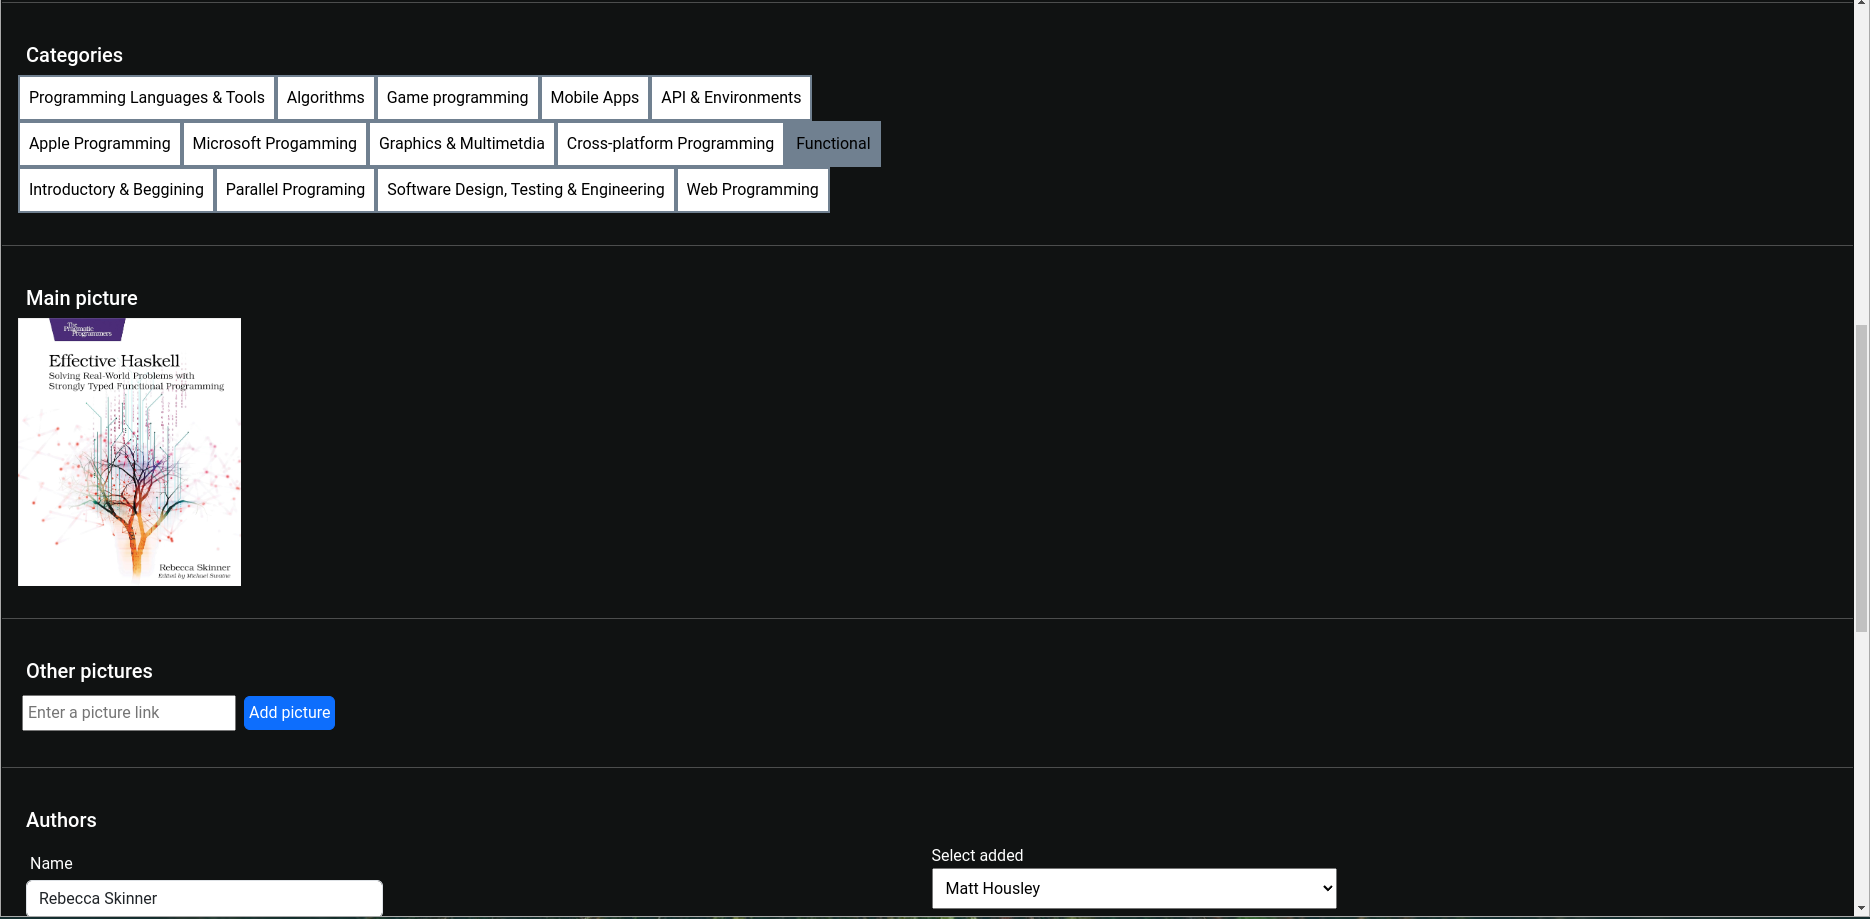 Categories
Programming Languages & Tools Algorithms Game programming Mobile Apps API & Environments
Apple Programming Microsoft Progamming Graphics & Multimetdia Cross-platform Programming Functional
Introductory & Beggining Parallel Programing Software Design, Testing & Engineering Web Programming
Main picture
The
Pragmatic
Programmers
Effective Haskell
Solving Real-World Problems with
Strongly Typed Functional Programming
Rebecca Skinner
Edited by Michael Swaine
Other pictures
Enter a picture link Add picture
Authors
Name
Rebecca Skinner
Select added
Matt Housley